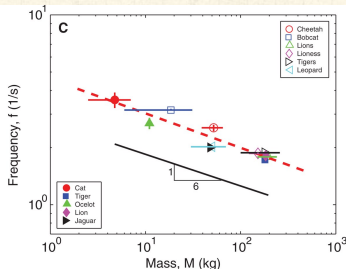 C
10¹
10⁰
Frequency, f (1/s)
Cheetah
Bobcat
Lions
Lioness
Tigers
Leopard
1
6
Cat
Tiger
Ocelot
Lion
Jaguar
10⁰
10¹
10²
10³
Mass, M (kg)